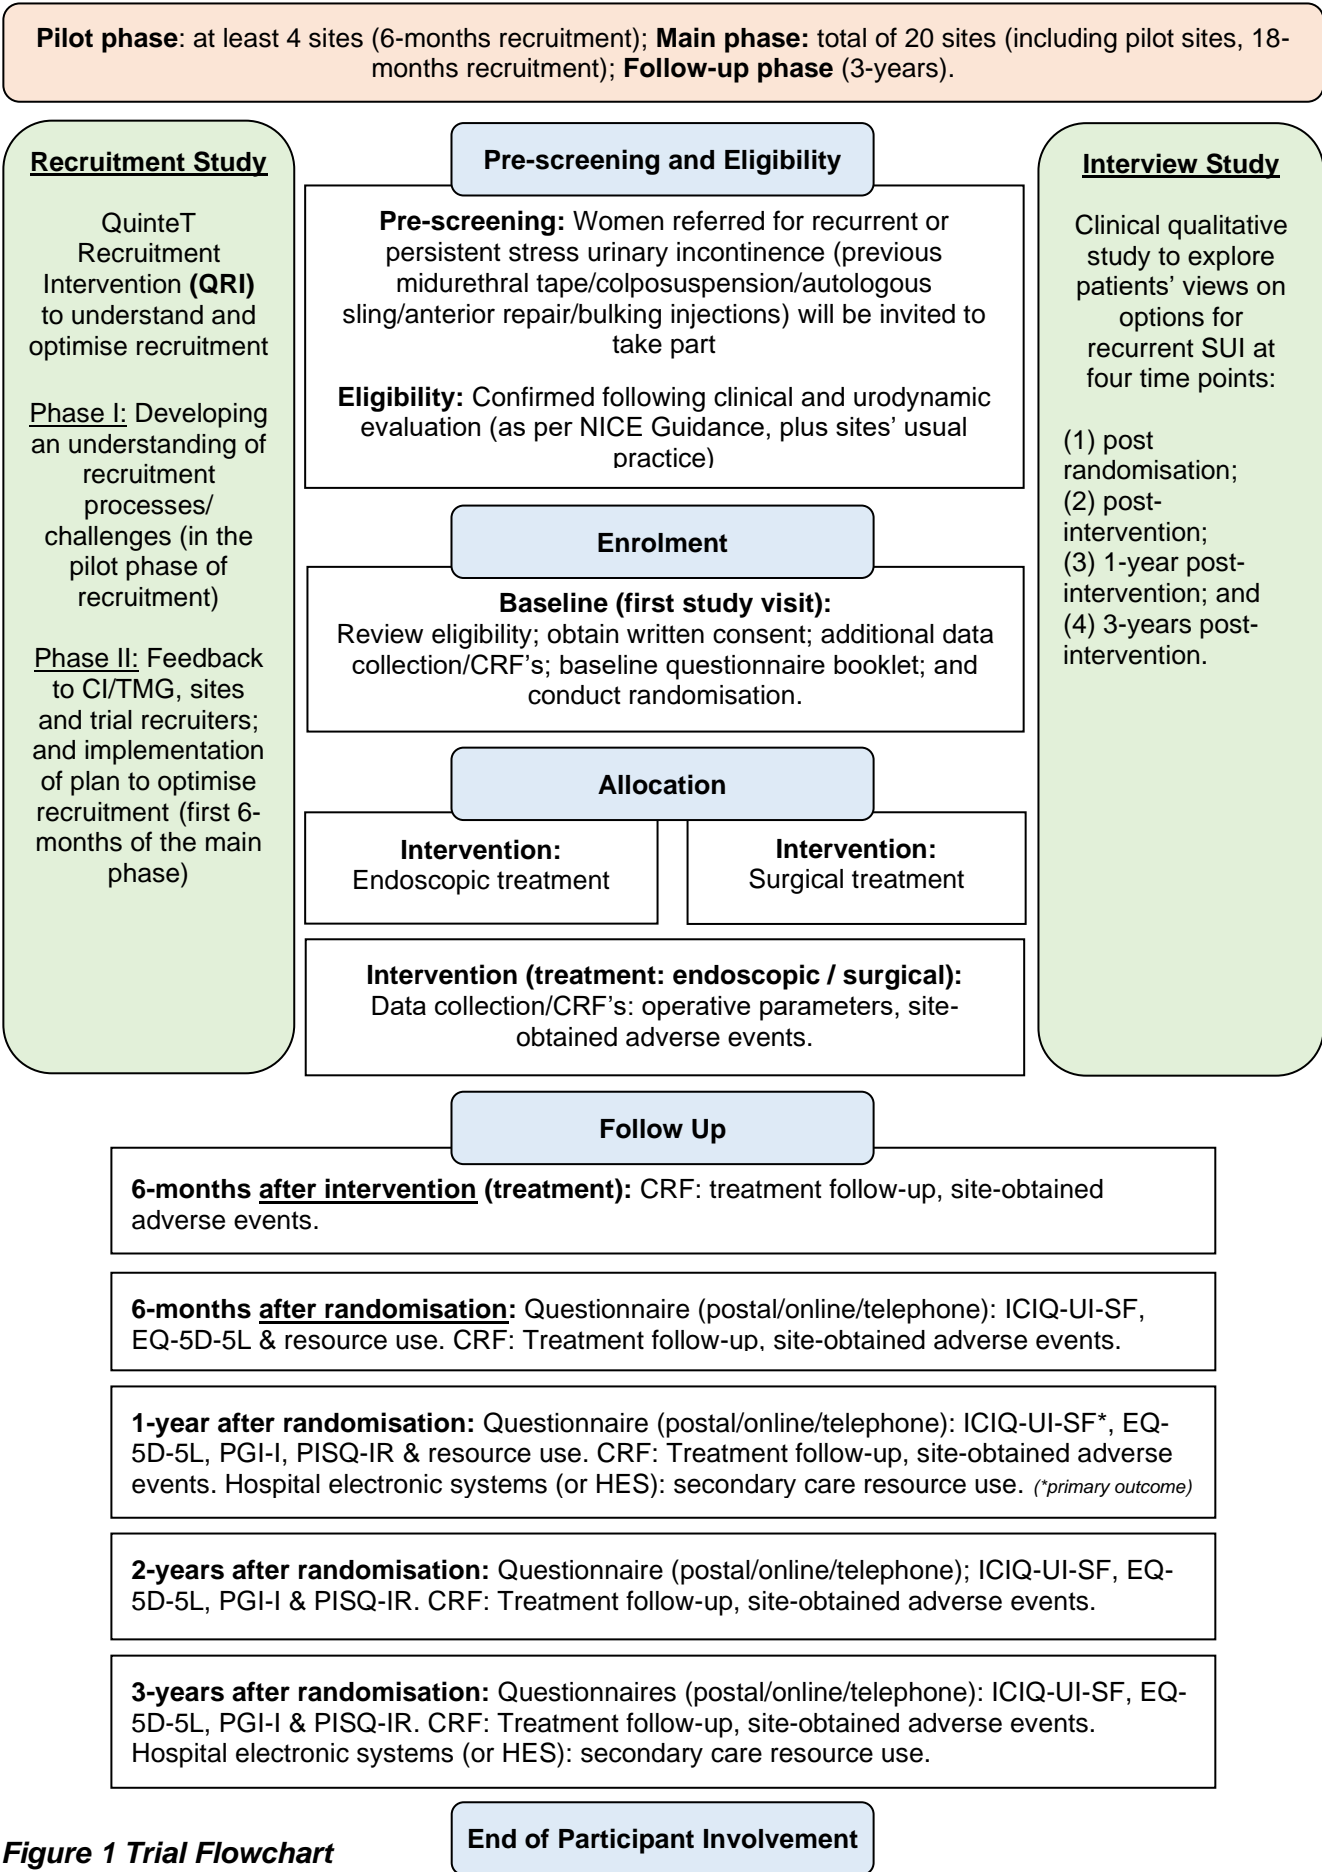 Pilot phase: at least 4 sites (6-months recruitment); Main phase: total of 20 sites (including pilot sites, 18-
months recruitment); Follow-up phase (3-years).
Recruitment Study
QuinteT
Recruitment
Intervention (QRI)
to understand and
optimise recruitment
Phase I: Developing
an understanding of
recruitment
processes/
challenges (in the
pilot phase of
recruitment)
Phase II: Feedback
to CI/TMG, sites
and trial recruiters;
and implementation
of plan to optimise
recruitment (first 6-
months of the main
phase)
Pre-screening and Eligibility
Pre-screening: Women referred for recurrent or
persistent stress urinary incontinence (previous
midurethral tape/colposuspension/autologous
sling/anterior repair/bulking injections) will be invited to
take part
Eligibility: Confirmed following clinical and urodynamic
evaluation (as per NICE Guidance, plus sites' usual
practice)
Enrolment
Baseline (first study visit):
Review eligibility; obtain written consent; additional data
collection/CRF's; baseline questionnaire booklet; and
conduct randomisation.
Allocation
Intervention:
Endoscopic treatment
Intervention:
Surgical treatment
Intervention (treatment: endoscopic / surgical):
Data collection/CRF's: operative parameters, site-
obtained adverse events.
Interview Study
Clinical qualitative
study to explore
patients' views on
options for
recurrent SUI at
four time points:
(1) post
randomisation;
(2) post-
intervention;
(3) 1-year post-
intervention; and
(4) 3-years post-
intervention.
Follow Up
6-months after intervention (treatment): CRF: treatment follow-up, site-obtained
adverse events.
6-months after randomisation: Questionnaire (postal/online/telephone): ICIQ-UI-SF,
EQ-5D-5L & resource use. CRF: Treatment follow-up, site-obtained adverse events.
1-year after randomisation: Questionnaire (postal/online/telephone): ICIQ-UI-SF*, EQ-
5D-5L, PGI-I, PISQ-IR & resource use. CRF: Treatment follow-up, site-obtained adverse
events. Hospital electronic systems (or HES): secondary care resource use. (*primary outcome)
2-years after randomisation: Questionnaire (postal/online/telephone); ICIQ-UI-SF, EQ-
5D-5L, PGI-I & PISQ-IR. CRF: Treatment follow-up, site-obtained adverse events.
3-years after randomisation: Questionnaires (postal/online/telephone): ICIQ-UI-SF, EQ-
5D-5L, PGI-I & PISQ-IR. CRF: Treatment follow-up, site-obtained adverse events.
Hospital electronic systems (or HES): secondary care resource use.
End of Participant Involvement
Figure 1 Trial Flowchart